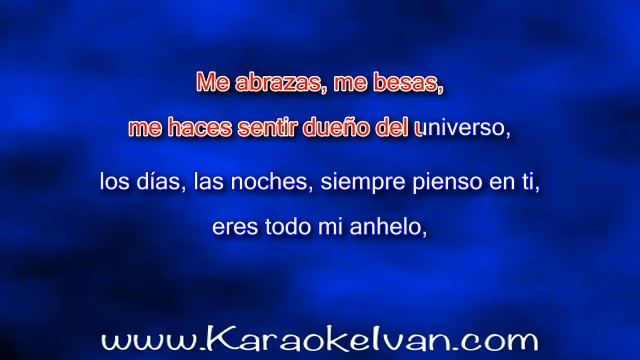 Me abrazas, me besas,
me haces sentir dueño del universo,
los días, las noches, siempre pienso en ti,
eres todo mi anhelo,
www.KaraokeIvan.com